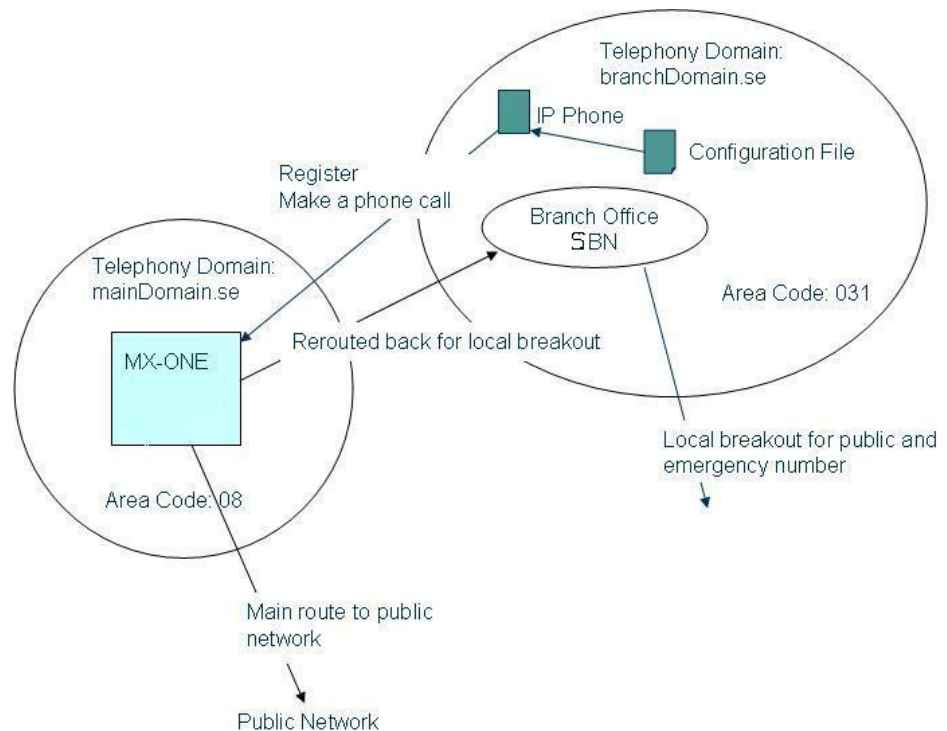 Telephony Domain:
branchDomain.se
IP Phone
Configuration File
Register
Make a phone call
Branch Office
SBN
Telephony Domain:
mainDomain.se
Area Code: 031
Rerouted back for local breakout
MX-ONE
Local breakout for public and
emergency number
Area Code: 08
Main route to public
network
Public Network